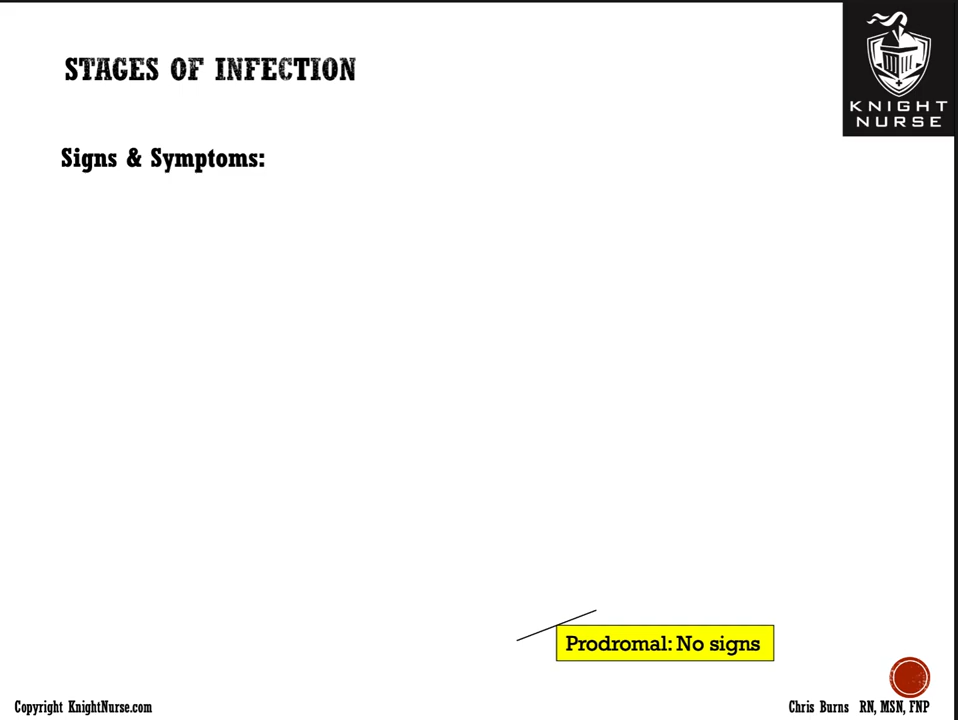 STAGES OF INFECTION
KNIGHT
NURSE
Signs & Symptoms:
Prodromal: No signs
Copyright KnightNurse.com
Chris Burns RN, MSN, FNP